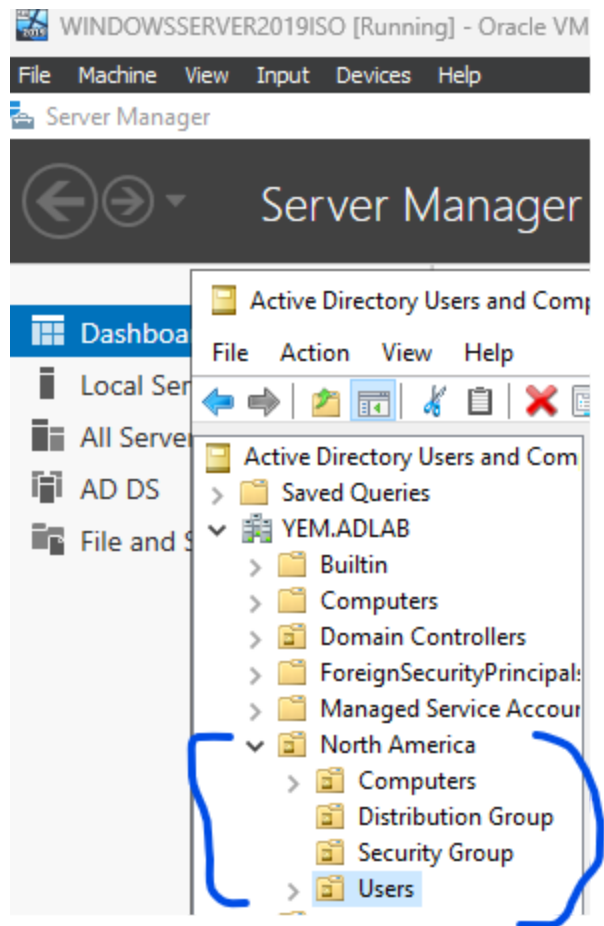 WINDOWSSERVER2019ISO [Running] - Oracle VM
File Machine View Input Devices Help
Server Manager
Server Manager
Active Directory Users and Comp
Dashboa
File Action View Help
Local Ser
All Server
Active Directory Users and Com
AD DS
Saved Queries
File and S
YEM.ADLAB
Builtin
Computers
Domain Controllers
ForeignSecurityPrincipals
Managed Service Accour
North America
Computers
Distribution Group
Security Group
Users